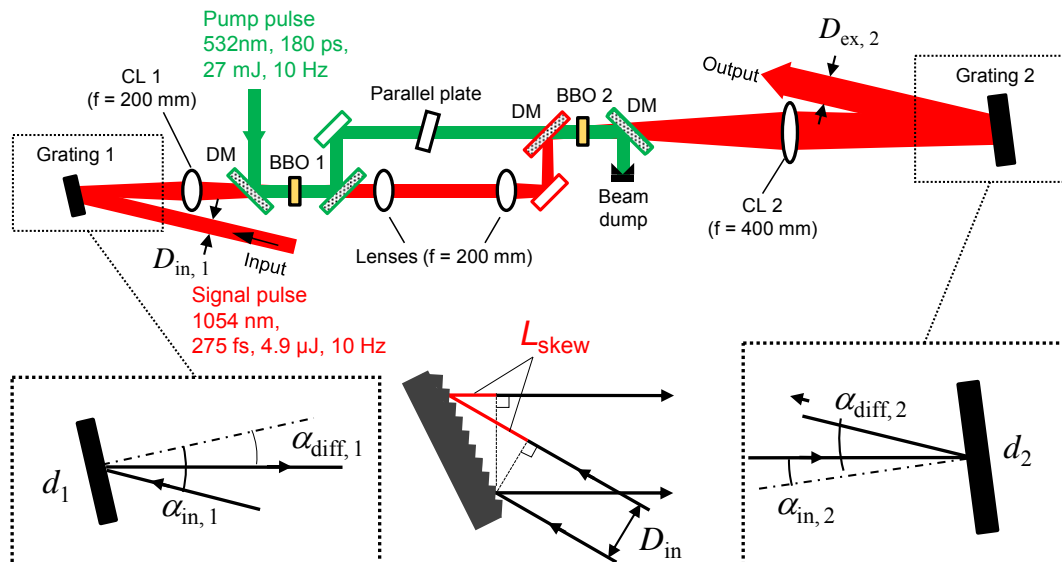 Pump pulse
532nm, 180 ps,
27 mJ, 10 Hz
CL 1
(f = 200 mm)
Grating 1
DM
BBO 1
Parallel plate
DM
BBO 2
DM
Output
D_ex, 2
Grating 2
Beam
dump
CL 2
(f = 400 mm)
Lenses (f = 200 mm)
D_in, 1
Input
Signal pulse
1054 nm,
275 fs, 4.9 µJ, 10 Hz
L_skew
D_in
d_1
α_diff, 1
α_in, 1
α_diff, 2
d_2
α_in, 2